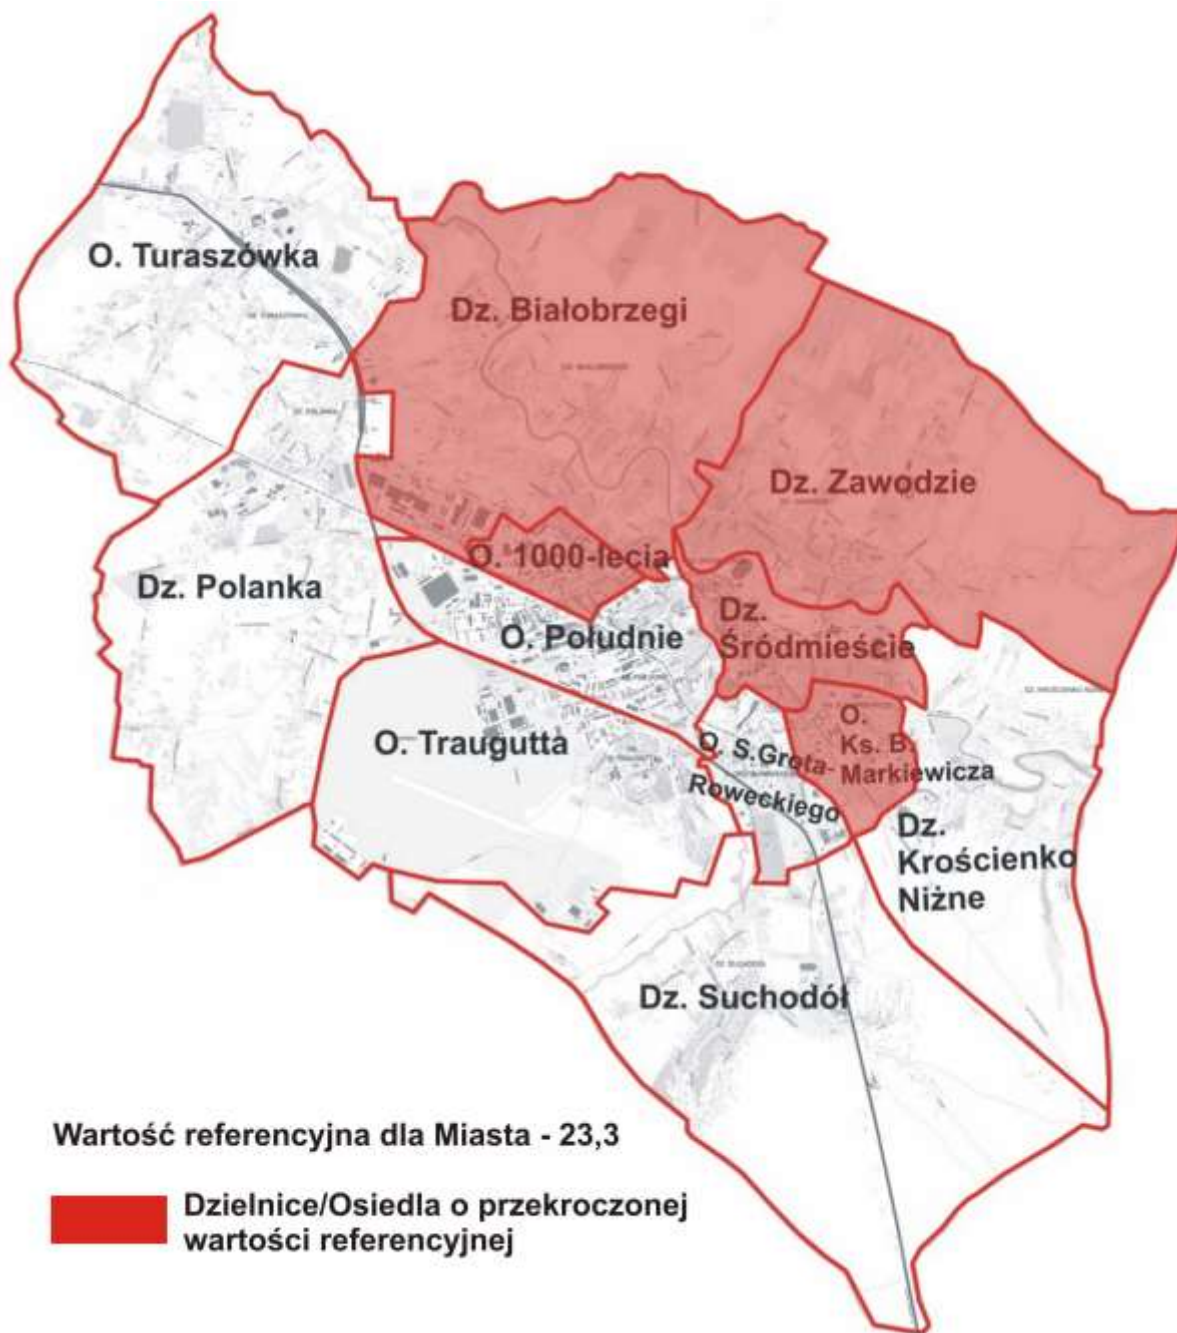 O. Turaszówka
Dz. Białobrzegi
Dz. Zawodzie
O. 1000-lecia
Dz. Polanka
Dz.
Śródmieście
O. Południe
O.
Ks. B.
Markiewicza
O. Traugutta
O. S.Grota-
Roweckiego
Dz.
Krościenko
Niżne
Dz. Suchodół
Wartość referencyjna dla Miasta - 23,3
Dzielnice/Osiedla o przekroczonej
wartości referencyjnej